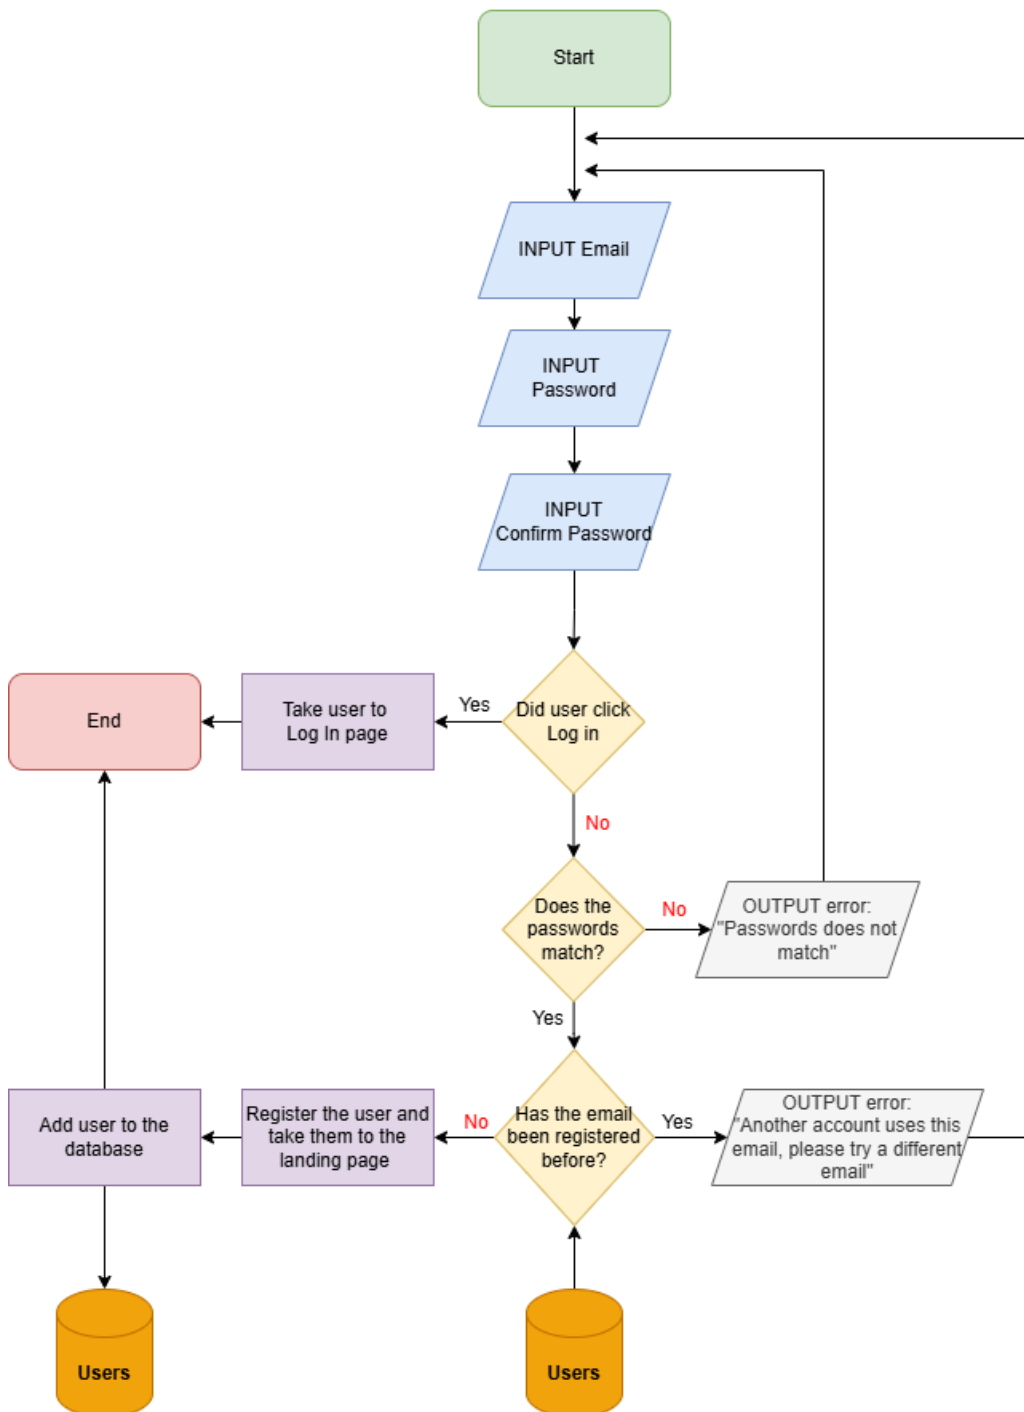 Start
INPUT Email
INPUT
Password
INPUT
Confirm Password
Did user click
Log in
Yes
Take user to
Log In page
End
No
Does the
passwords
match?
No
OUTPUT error:
"Passwords does not
match"
Yes
Has the email
been registered
before?
Yes
OUTPUT error:
"Another account uses this
email, please try a different
email"
No
Register the user and
take them to the
landing page
Add user to the
database
Users
Users